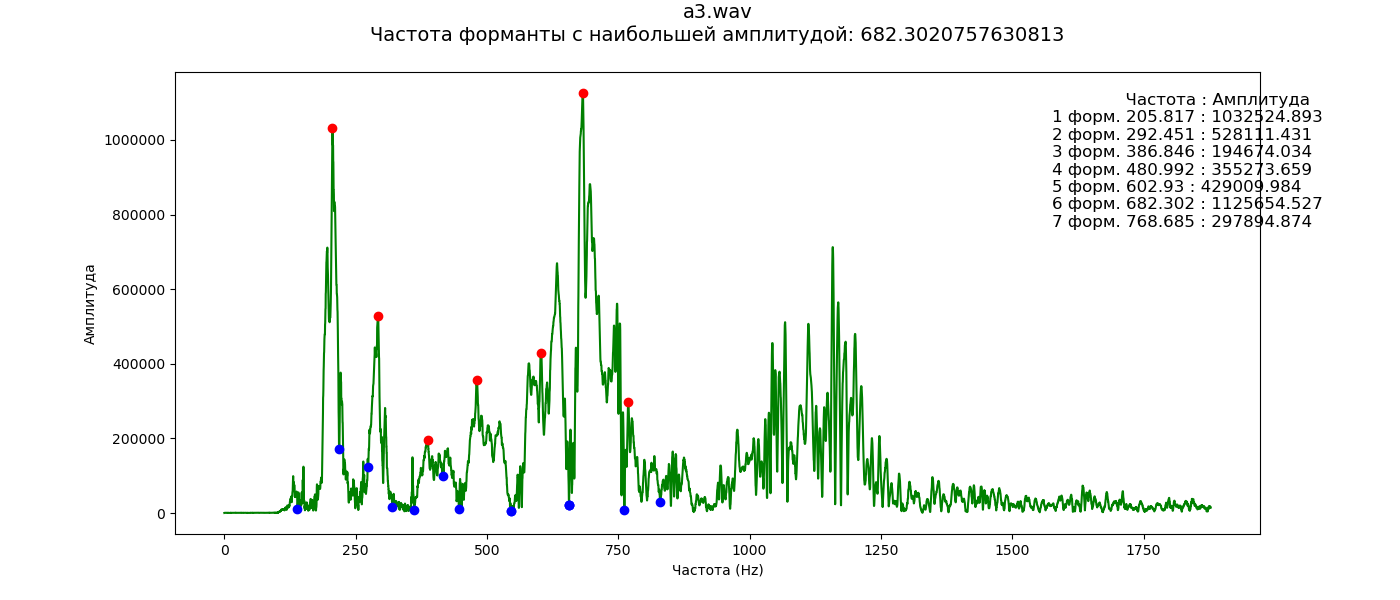 a3.wav
Частота форманты с наибольшей амплитудой: 682.3020757630813
Частота : Амплитуда
1 форм. 205.817 : 1032524.893
2 форм. 292.451 : 528111.431
3 форм. 386.846 : 194674.034
4 форм. 480.992 : 355273.659
5 форм. 602.93 : 429009.984
6 форм. 682.302 : 1125654.527
7 форм. 768.685 : 297894.874
Амплитуда
1000000
800000
600000
400000
200000
0
0 250 500 750 1000 1250 1500 1750
Частота (Hz)